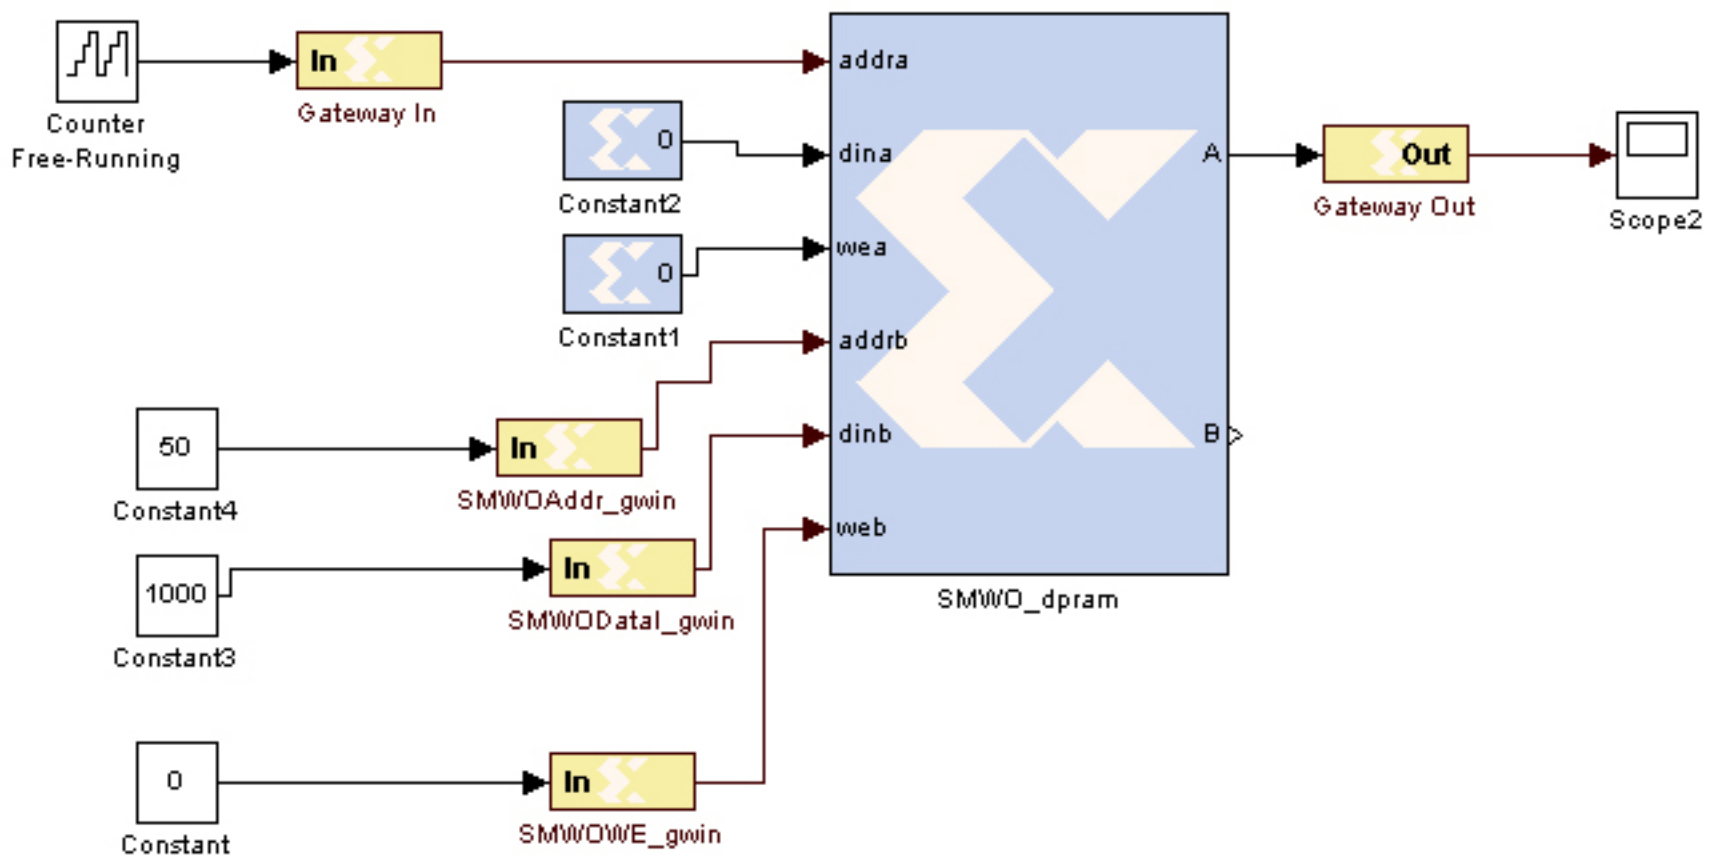 Counter
Free-Running
In
Gateway In
addra
0
Constant2
dina
A
Out
Gateway Out
Scope2
0
Constant1
wea
addrb
50
Constant4
In
SMWOAddr_gwin
dinb
B
1000
Constant3
In
SMWODataI_gwin
web
SMWO_dpram
0
Constant
In
SMWOWE_gwin